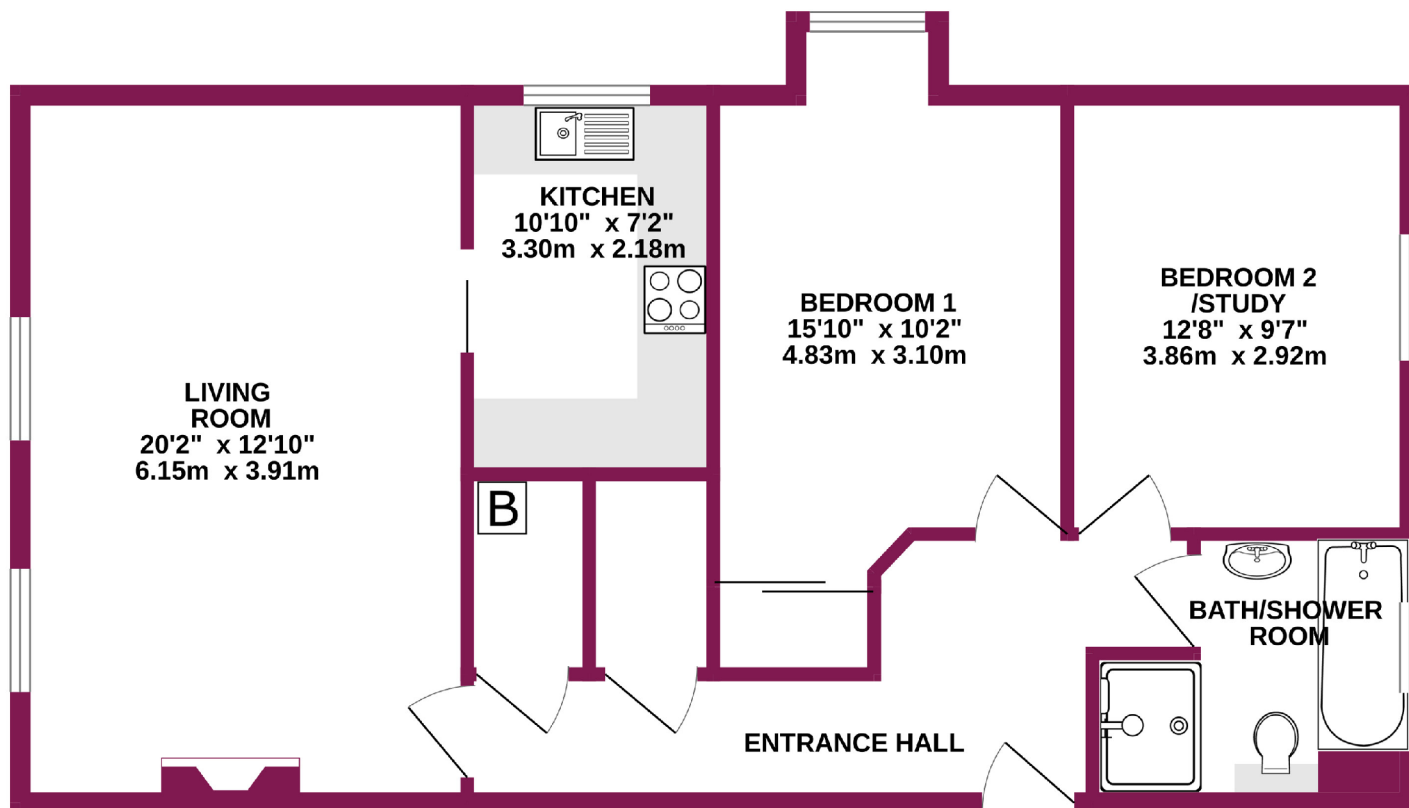 KITCHEN
10'10" x 7'2"
3.30m x 2.18m
BEDROOM 1
15'10" x 10'2"
4.83m x 3.10m
BEDROOM 2
/STUDY
12'8" x 9'7"
3.86m x 2.92m
LIVING
ROOM
20'2" x 12'10"
6.15m x 3.91m
B
BATH/SHOWER
ROOM
ENTRANCE HALL